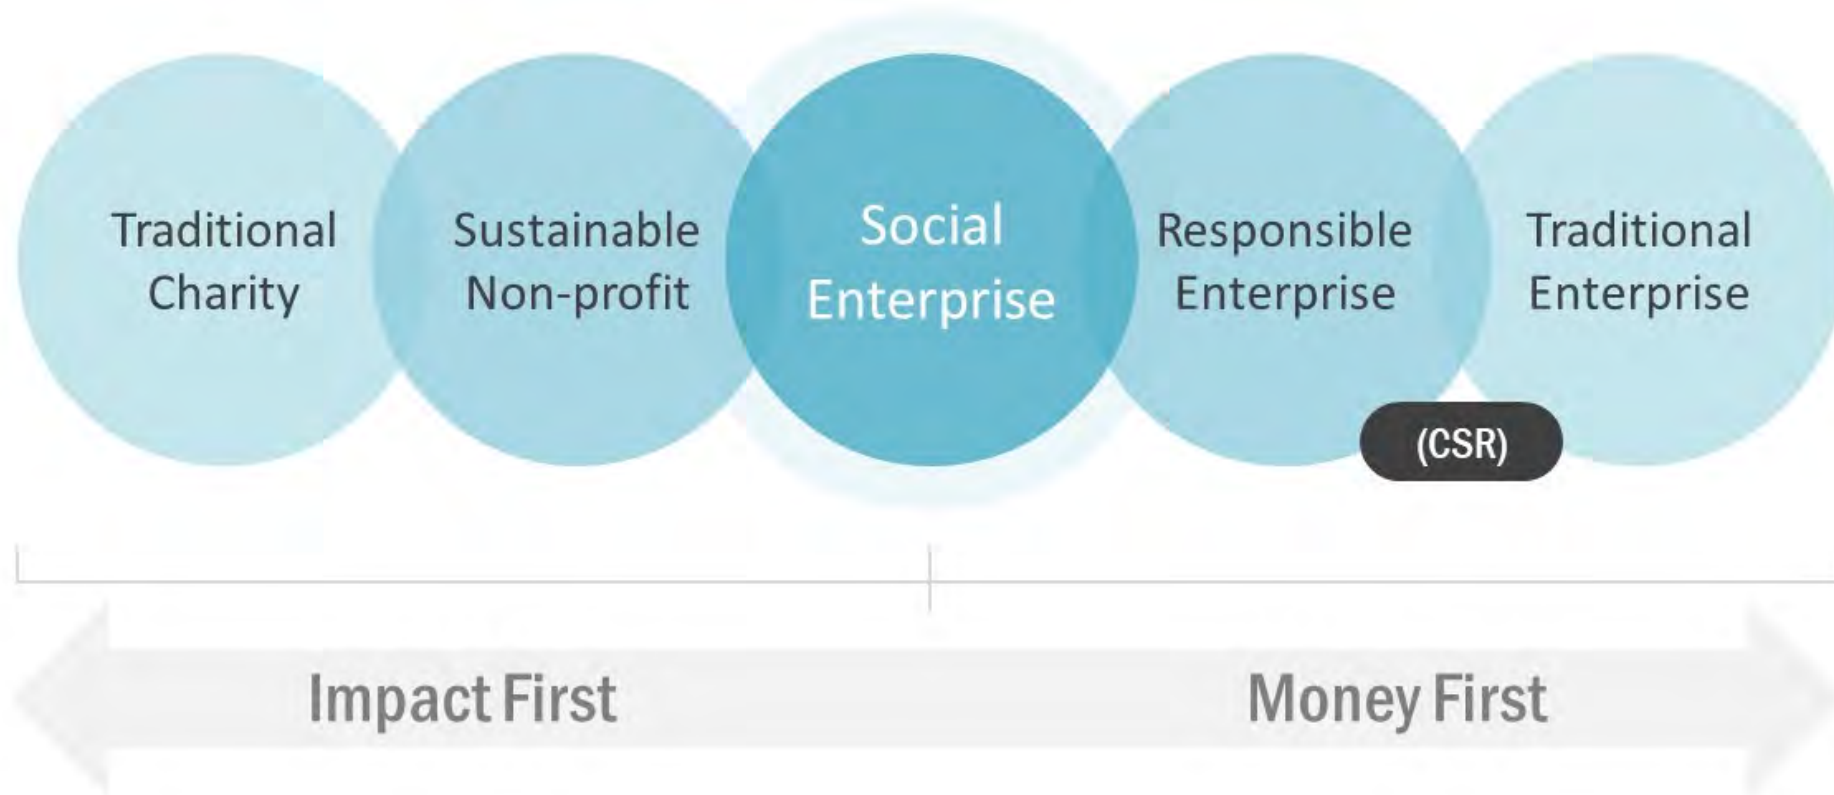 Traditional
Charity
Sustainable
Non-profit
Social
Enterprise
Responsible
Enterprise
Traditional
Enterprise
(CSR)
Impact First
Money First